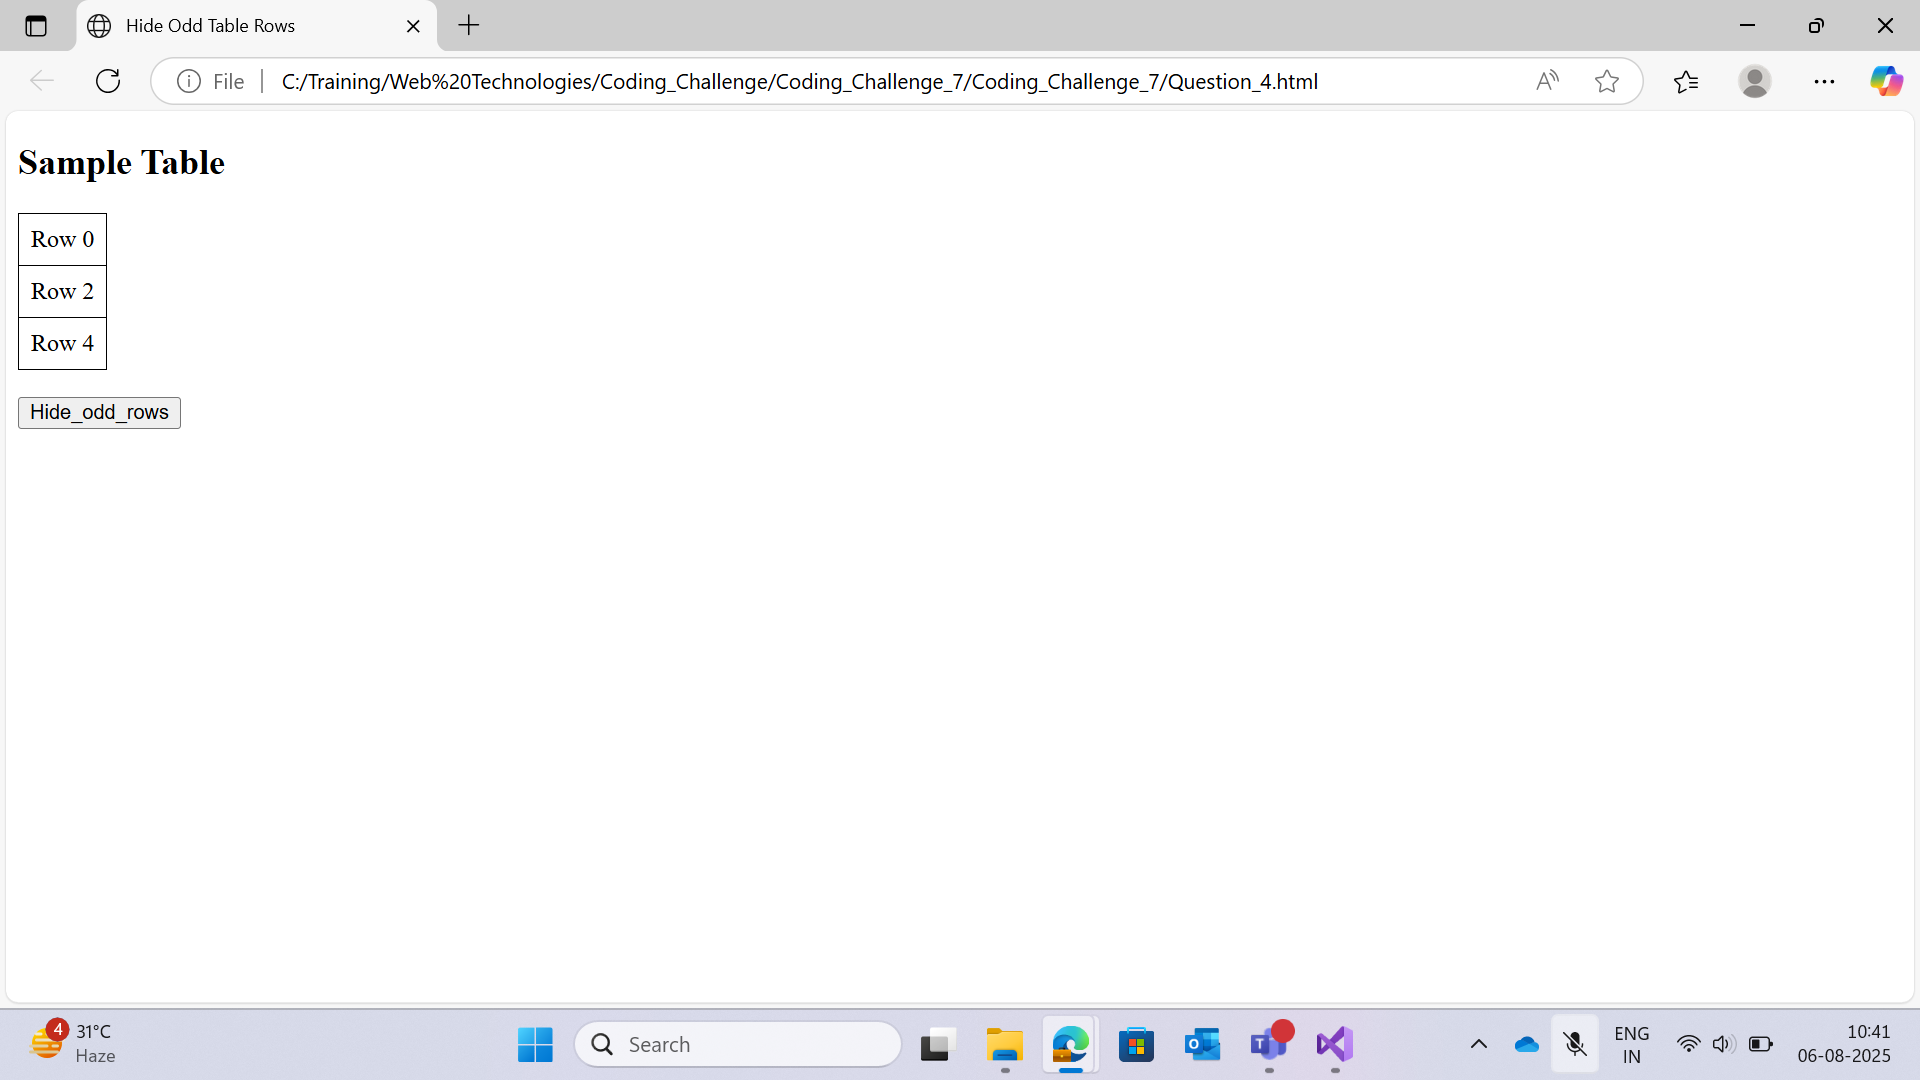 Hide Odd Table Rows
File
C:/Training/Web%20Technologies/Coding_Challenge/Coding_Challenge_7/Coding_Challenge_7/Question_4.html
Sample Table
Row 0
Row 2
Row 4
Hide_odd_rows
4
31°C
Haze
Search
ENG
IN
10:41
06-08-2025